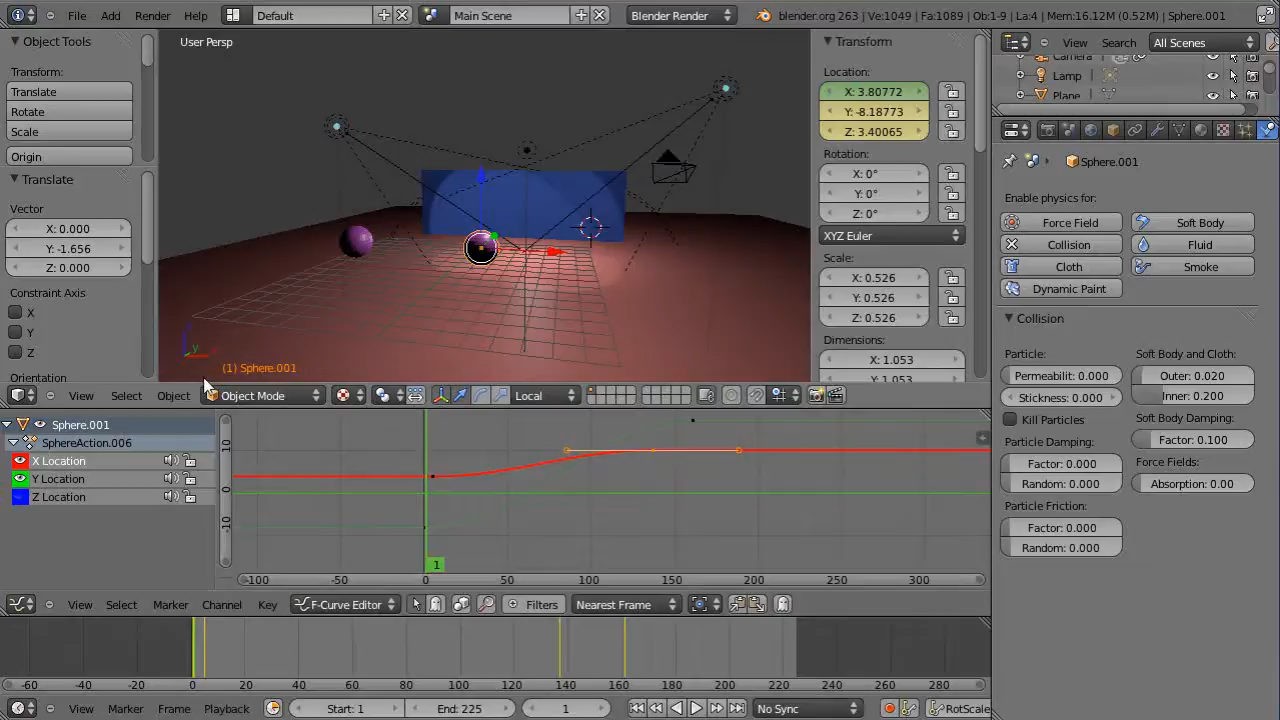 File Add Render Help Default Main Scene Blender Render blender.org 263 | Ve:1049 | Fa:1089 | Ob:1-9 | La:4 | Mem:16.12M (0.52M) | Sphere.001
Object Tools
Transform:
Translate
Rotate
Scale
Origin
Translate
Vector
X: 0.000
Y: -1.656
Z: 0.000
Constraint Axis
X
Y
Z
Orientation
User Persp
(1) Sphere.001
Transform
Location:
X: 3.80772
Y: -8.18773
Z: 3.40065
Rotation:
X: 0°
Y: 0°
Z: 0°
XYZ Euler
Scale:
X: 0.526
Y: 0.526
Z: 0.526
Dimensions:
X: 1.053
Y: 1.053
View Select Object Object Mode Local
Sphere.001
SphereAction.006
X Location
Y Location
Z Location
10
0
-10
1
-100 -50 0 50 100 150 200 250 300
View Select Marker Channel Key F-Curve Editor Filters Nearest Frame
-60 -40 -20 0 20 40 60 80 100 120 140 160 180 200 220 240 260 280
View Marker Frame Playback Start: 1 End: 225 1 No Sync RotScale
View Search All Scenes
Camera
Lamp
Plane
Sphere.001
Enable physics for:
Force Field Soft Body
Collision Fluid
Cloth Smoke
Dynamic Paint
Collision
Particle:
Permeabilit: 0.000
Stickness: 0.000
Kill Particles
Particle Damping:
Factor: 0.000
Random: 0.000
Particle Friction:
Factor: 0.000
Random: 0.000
Soft Body and Cloth:
Outer: 0.020
Inner: 0.200
Soft Body Damping:
Factor: 0.100
Force Fields:
Absorption: 0.00